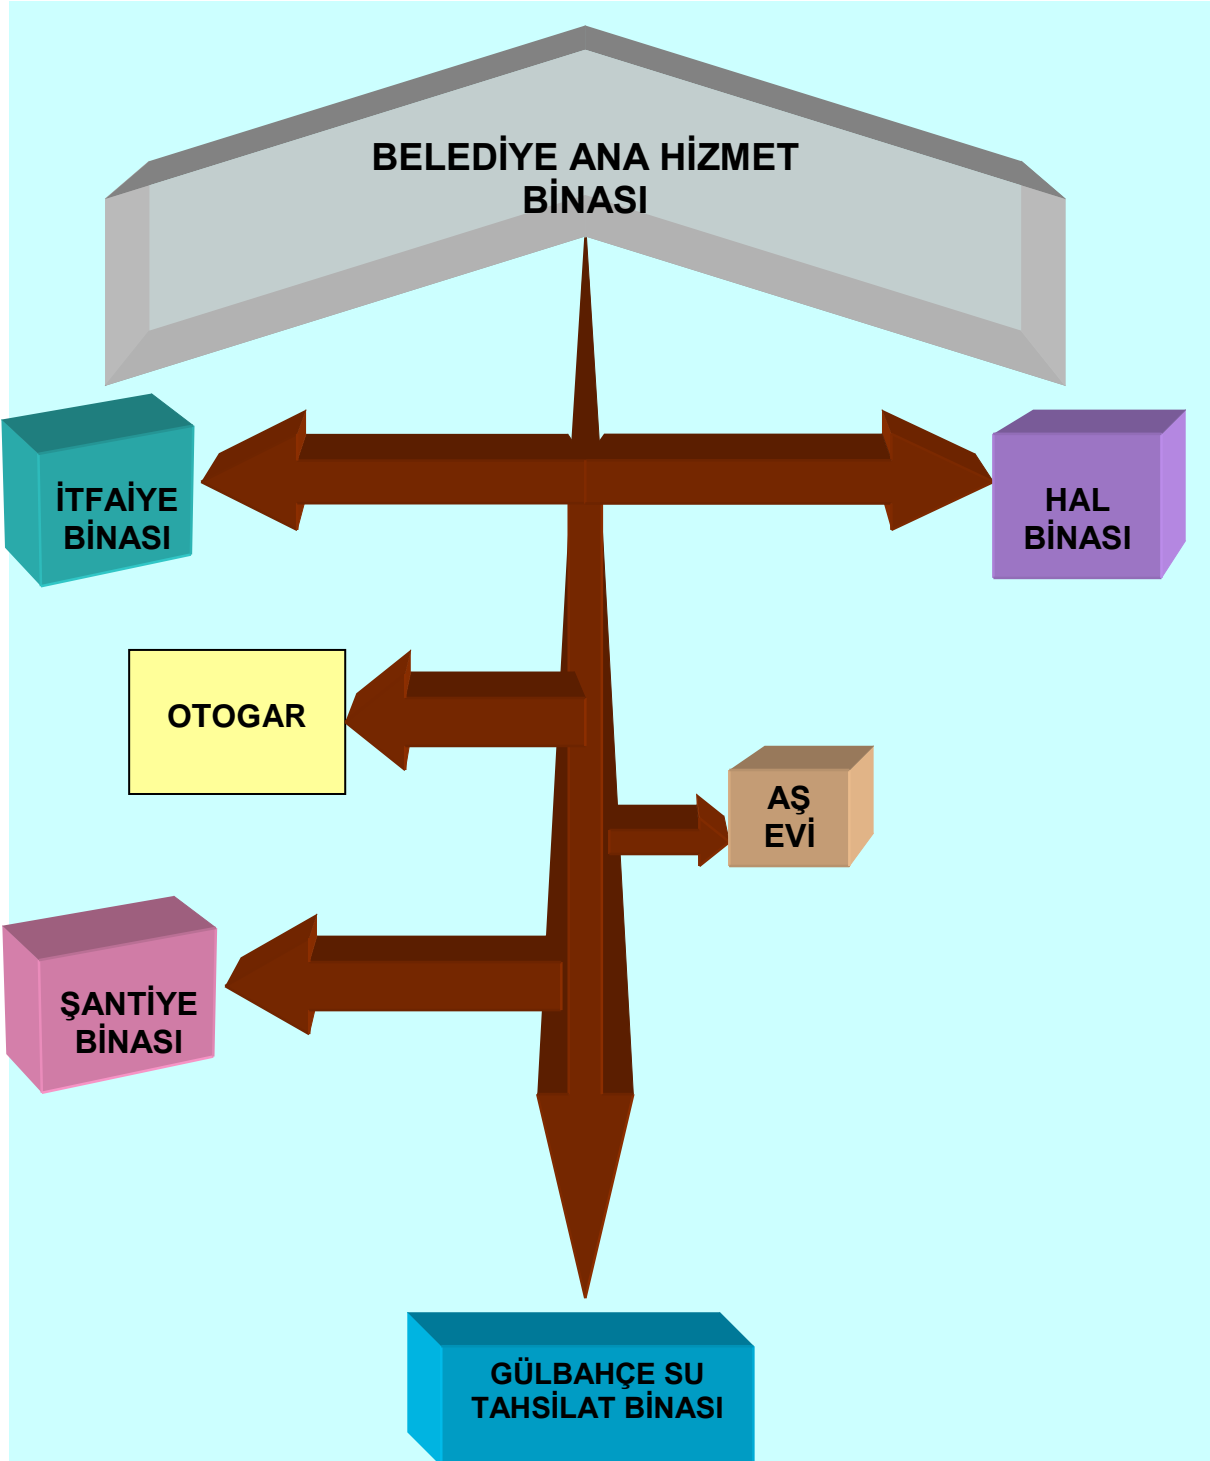 BELEDİYE ANA HİZMET
BİNASI
İTFAİYE
BİNASI
HAL
BİNASI
OTOGAR
AŞ
EVİ
ŞANTİYE
BİNASI
GÜLBAHÇE SU
TAHSİLAT BİNASI